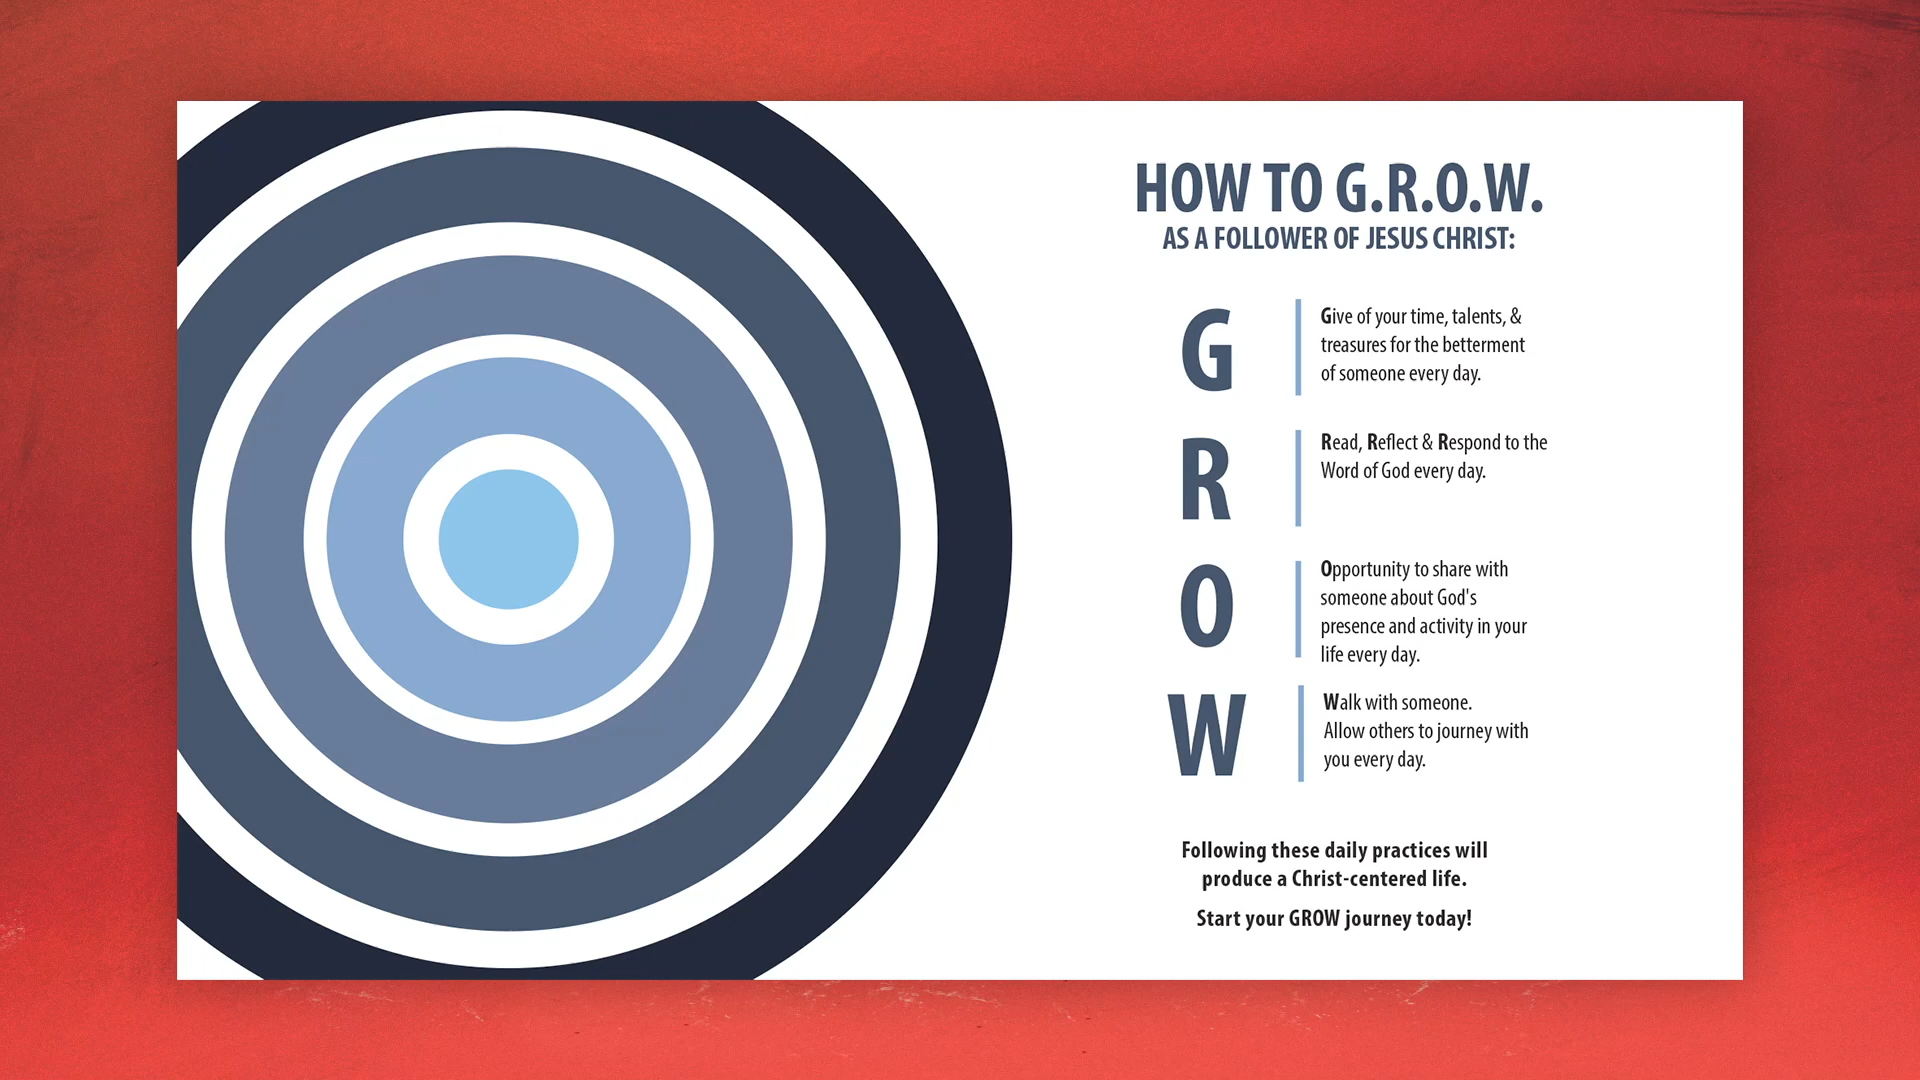 HOW TO G.R.O.W.
AS A FOLLOWER OF JESUS CHRIST:
G
Give of your time, talents, &
treasures for the betterment
of someone every day.
R
Read, Reflect & Respond to the
Word of God every day.
O
Opportunity to share with
someone about God's
presence and activity in your
life every day.
W
Walk with someone.
Allow others to journey with
you every day.
Following these daily practices will
produce a Christ-centered life.
Start your GROW journey today!